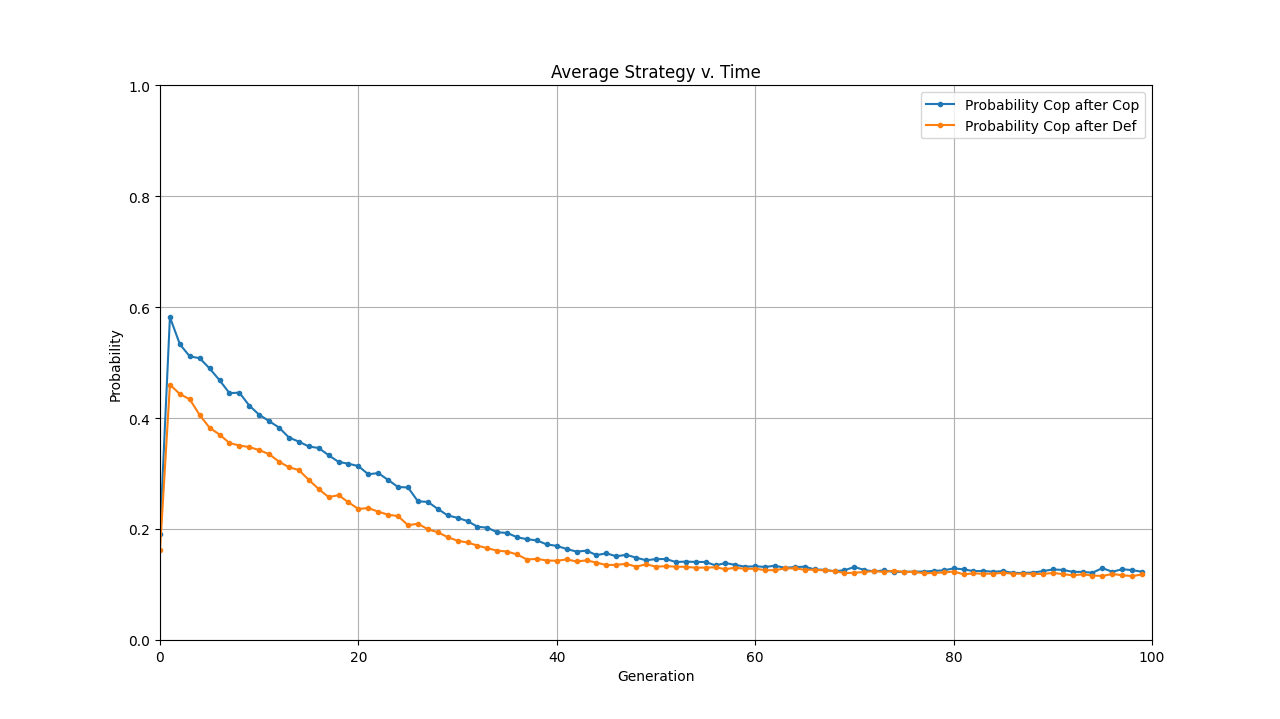 Average Strategy v. Time
Probability Cop after Cop
Probability Cop after Def
Probability
1.0
0.8
0.6
0.4
0.2
0.0
0 20 40 60 80 100
Generation